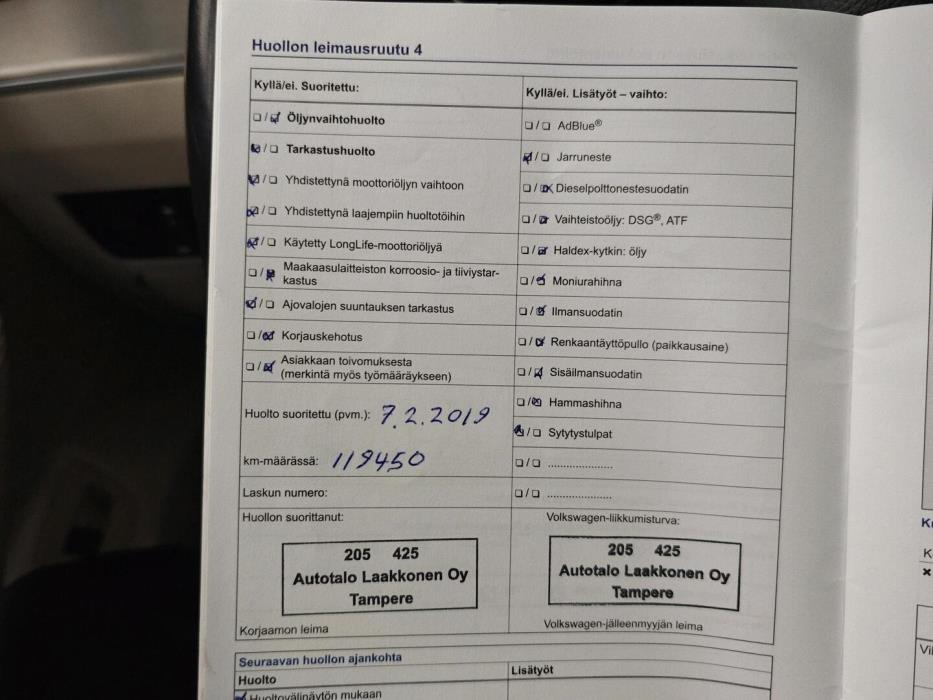 Huollon leimausruutu 4
Kyllä/ei. Suoritettu:
☐/☑ Öljynvaihtohuolto
☑/☐ Tarkastushuolto
☑/☐ Yhdistettynä moottoriöljyn vaihtoon
☑/☐ Yhdistettynä laajempiin huoltotöihin
☑/☐ Käytetty LongLife-moottoriöljyä
☐/☑ Maakaasulaitteiston korroosio- ja tiiviystar-
kastus
☑/☐ Ajovalojen suuntauksen tarkastus
☐/☑ Korjauskehotus
☐/☑ Asiakkaan toivomuksesta
(merkintä myös työmääräykseen)
Huolto suoritettu (pvm.): 7.2.2019
km-määrässä: 119450
Laskun numero:
Huollon suorittanut:
205 425
Autotalo Laakkonen Oy
Tampere
Korjaamon leima
Kyllä/ei. Lisätyöt – vaihto:
☐/☐ AdBlue®
☑/☐ Jarruneste
☐/☑ Dieselpolttonestesuodatin
☐/☑ Vaihteistoöljy: DSG®, ATF
☐/☑ Haldex-kytkin: öljy
☐/☑ Moniurahihna
☐/☑ Ilmansuodatin
☐/☑ Renkaantäyttöpullo (paikkausaine)
☐/☑ Sisäilmansuodatin
☐/☑ Hammashihna
☑/☐ Sytytystulpat
☐/☐ .....................
☐/☐ .....................
Volkswagen-liikkumisturva:
205 425
Autotalo Laakkonen Oy
Tampere
Volkswagen-jälleenmyyjän leima
Seuraavan huollon ajankohta
Huolto
Lisätyöt
Huoltovälinäytön mukaan